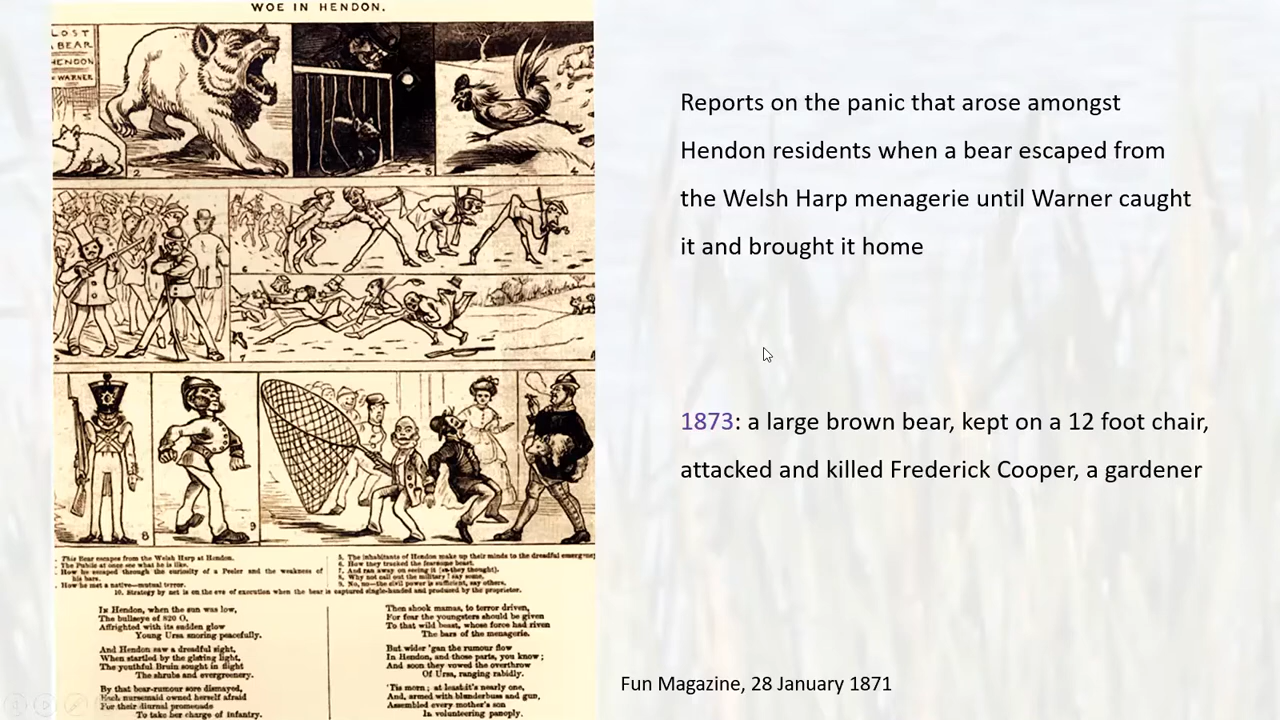 WOE IN HENDON.
LOST
A BEAR
HENDON
WARNER
2
3
4
5
6
7
8
9
This Bear escapes from the Welsh Harp at Hendon.
The Public at once see what he is like.
How he escaped through the curiosity of a Peeler and the weakness of
his bars.
How he met a native—mutual terror.
5. The inhabitants of Hendon make up their minds to the dreadful emergency
6. How they tracked the fearsome beast.
7. And ran away on seeing it (as they thought).
8. Why not call out the military? say some.
9. No, no—the civil power is sufficient, say others.
10. Strategy by net is on the eve of execution when the bear is captured single-handed and produced by the proprietor.
In Hendon, when the sun was low,
The bullseye of 820 O,
Affrighted with its sudden glow
Young Ursa snoring peacefully.
And Hendon saw a dreadful sight,
When startled by the glaring light,
The youthful Bruin sought in flight
The shrubs and evergreenery.
By that bear-rumour sore dismayed,
Each nursemaid owned herself afraid
For their diurnal promenade
To take her charge of infantry.
Then shook mamas, to terror driven,
For fear the youngsters should be given
To that wild beast, whose force had riven
The bars of the menagerie.
But wider 'gan the rumour flow
In Hendon, and those parts, you know;
And soon they vowed the overthrow
Of Ursa, ranging rabidly.
'Tis morn; at least it's nearly one,
And, armed with blunderbuss and gun,
Assembled every mother's son
In volunteering panoply.
Reports on the panic that arose amongst
Hendon residents when a bear escaped from
the Welsh Harp menagerie until Warner caught
it and brought it home
1873: a large brown bear, kept on a 12 foot chair,
attacked and killed Frederick Cooper, a gardener
Fun Magazine, 28 January 1871